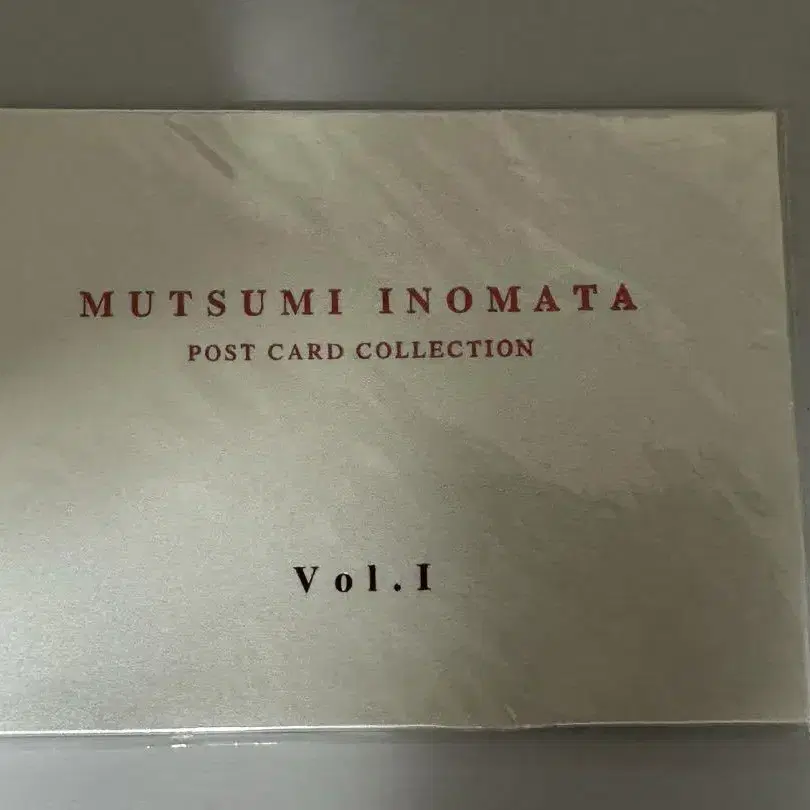 MUTSUMI INOMATA
POST CARD COLLECTION
Vol.I